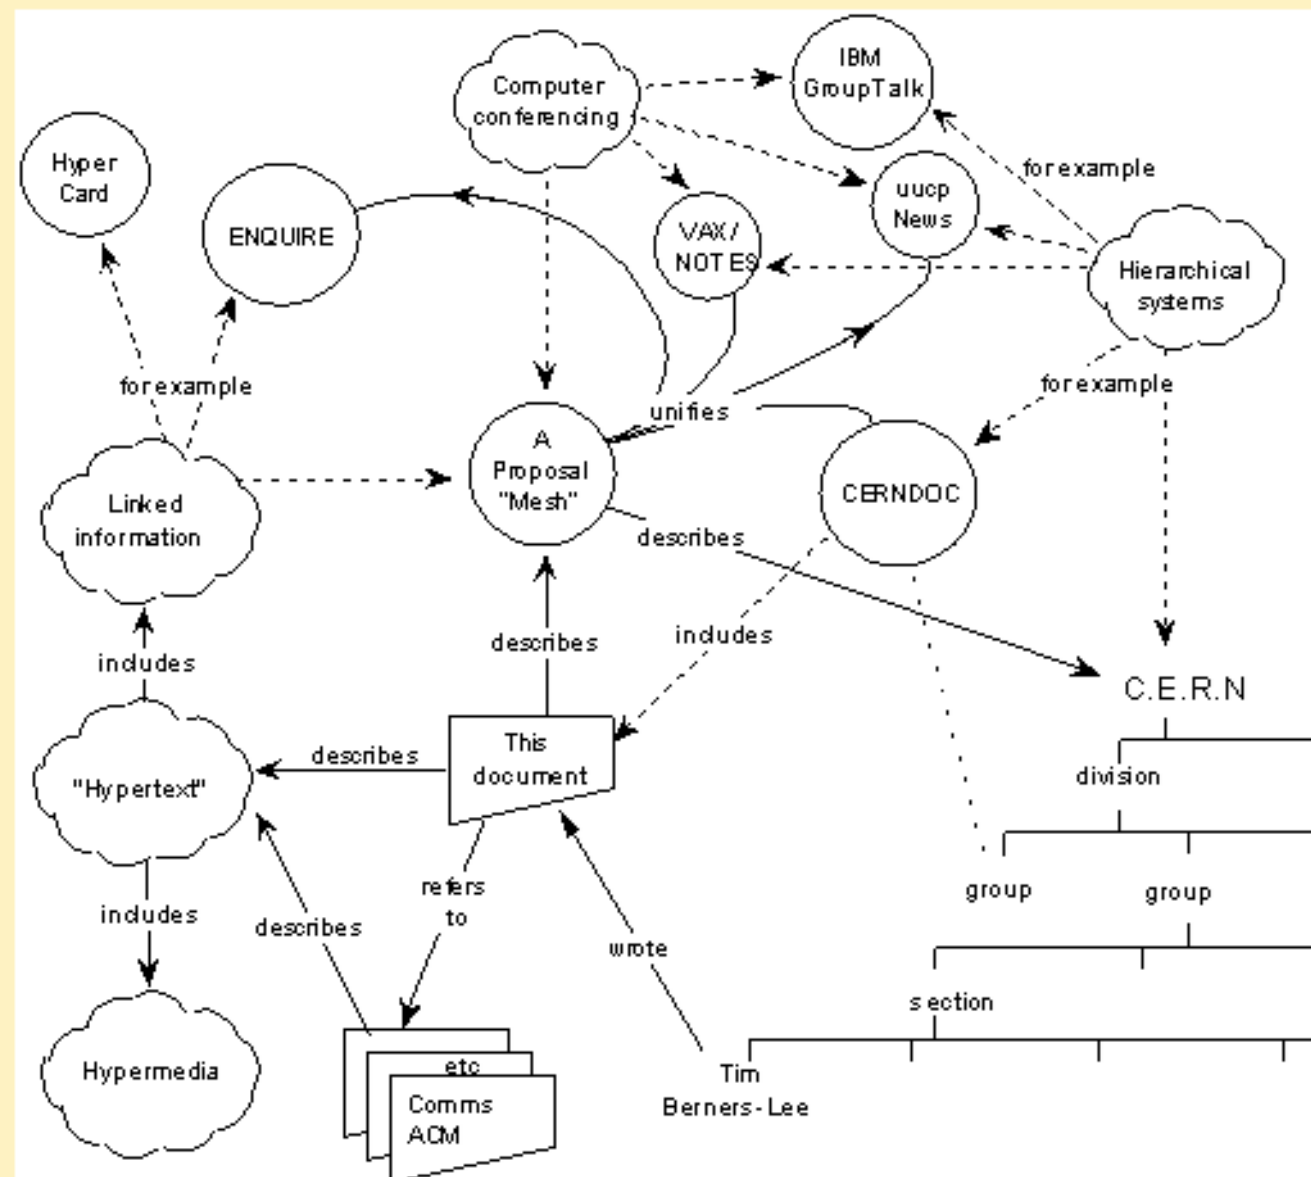 IBM
GroupTalk
Computer
conferencing
Hyper
Card
for example
uucp
News
ENQUIRE
VAX/
NOTES
Hierarchical
systems
for example
for example
unifies
A
Proposal
"Mesh"
CERNDOC
Linked
information
describes
includes
describes
includes
C.E.R.N
This
document
describes
division
"Hypertext"
refers
to
group
group
includes
describes
wrote
section
Hypermedia
etc
Tim
Berners-Lee
Comms
ACM